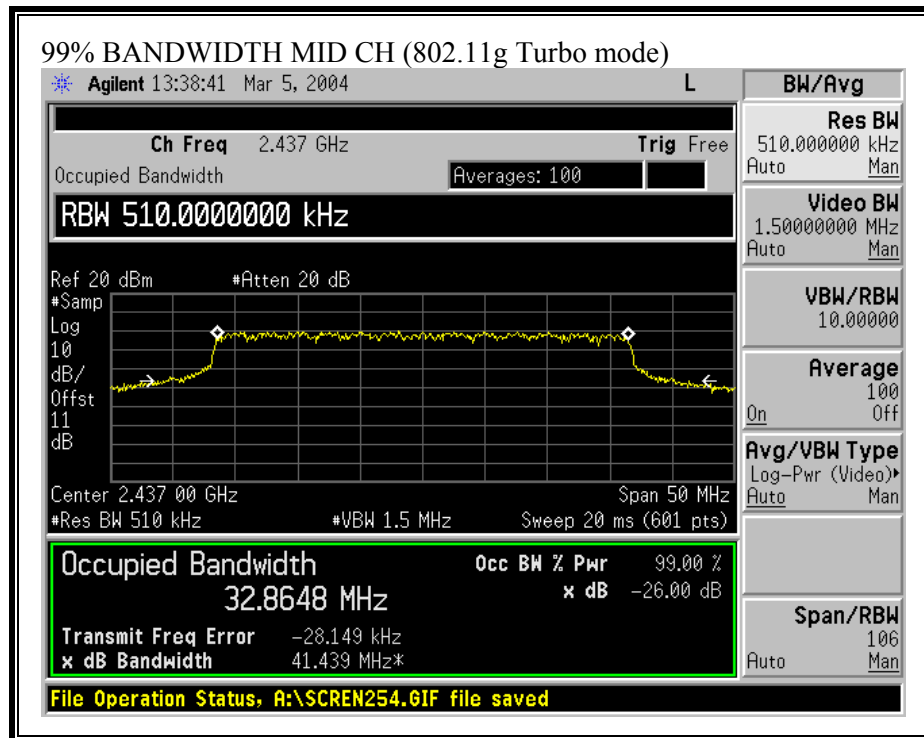 99% BANDWIDTH MID CH (802.11g Turbo mode)
Agilent 13:38:41 Mar 5, 2004 L
BW/Avg
Ch Freq 2.437 GHz Trig Free
Occupied Bandwidth Averages: 100
RBW 510.0000000 kHz
Ref 20 dBm #Atten 20 dB
#Samp
Log
10
dB/
Offst
11
dB
Center 2.437 00 GHz Span 50 MHz
#Res BW 510 kHz #VBW 1.5 MHz Sweep 20 ms (601 pts)
Occupied Bandwidth
32.8648 MHz
Occ BW % Pwr 99.00 %
x dB -26.00 dB
Transmit Freq Error -28.149 kHz
x dB Bandwidth 41.439 MHz*
File Operation Status, A:\SCREN254.GIF file saved
Res BW
510.000000 kHz
Auto Man
Video BW
1.50000000 MHz
Auto Man
VBW/RBW
10.00000
Average
100
On Off
Avg/VBW Type
Log-Pwr (Video)▸
Auto Man
Span/RBW
106
Auto Man